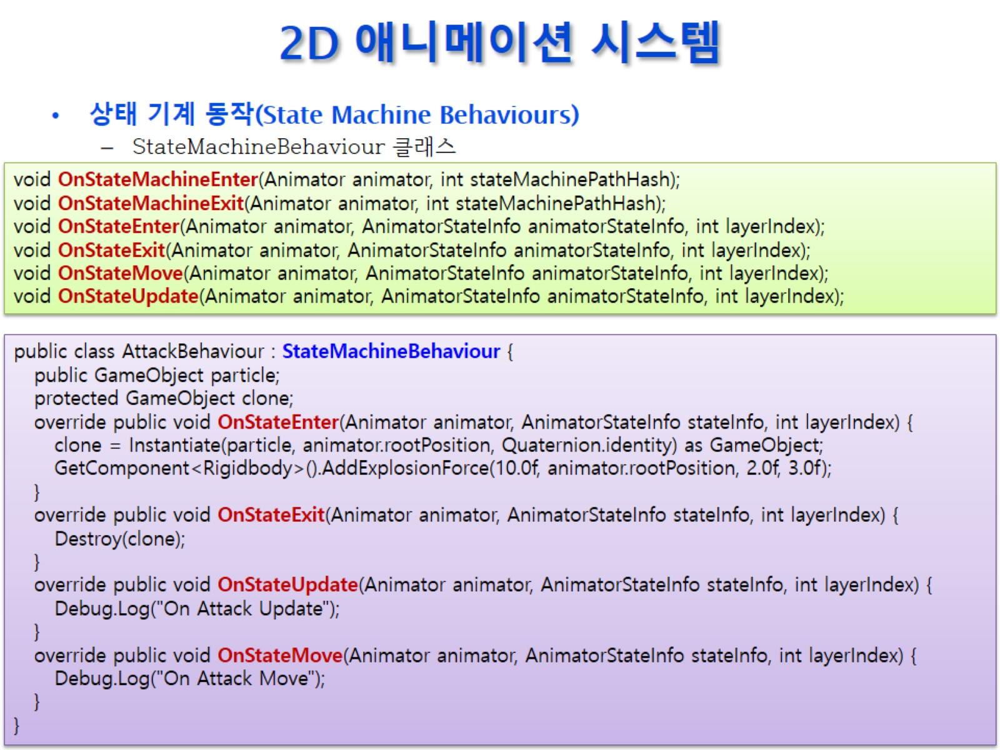 2D 애니메이션 시스템
• 상태 기계 동작(State Machine Behaviours)
– StateMachineBehaviour 클래스
void OnStateMachineEnter(Animator animator, int stateMachinePathHash);
void OnStateMachineExit(Animator animator, int stateMachinePathHash);
void OnStateEnter(Animator animator, AnimatorStateInfo animatorStateInfo, int layerIndex);
void OnStateExit(Animator animator, AnimatorStateInfo animatorStateInfo, int layerIndex);
void OnStateMove(Animator animator, AnimatorStateInfo animatorStateInfo, int layerIndex);
void OnStateUpdate(Animator animator, AnimatorStateInfo animatorStateInfo, int layerIndex);
public class AttackBehaviour : StateMachineBehaviour {
public GameObject particle;
protected GameObject clone;
override public void OnStateEnter(Animator animator, AnimatorStateInfo stateInfo, int layerIndex) {
clone = Instantiate(particle, animator.rootPosition, Quaternion.identity) as GameObject;
GetComponent<Rigidbody>().AddExplosionForce(10.0f, animator.rootPosition, 2.0f, 3.0f);
}
override public void OnStateExit(Animator animator, AnimatorStateInfo stateInfo, int layerIndex) {
Destroy(clone);
}
override public void OnStateUpdate(Animator animator, AnimatorStateInfo stateInfo, int layerIndex) {
Debug.Log("On Attack Update");
}
override public void OnStateMove(Animator animator, AnimatorStateInfo stateInfo, int layerIndex) {
Debug.Log("On Attack Move");
}
}